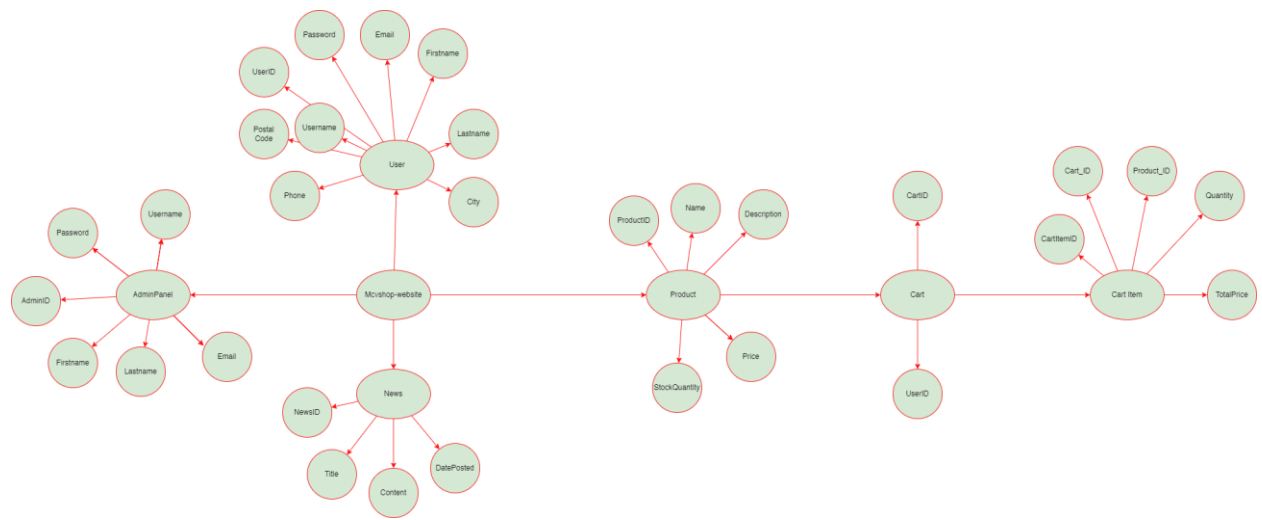 Password
Email
Firstname
UserID
Postal
Code
Username
Lastname
User
Phone
City
Username
Password
AdminPanel
AdminID
Firstname
Lastname
Email
Mcvshop-website
News
NewsID
Title
Content
DatePosted
ProductID
Name
Description
Product
StockQuantity
Price
CartID
Cart
UserID
Cart_ID
Product_ID
Quantity
CartItemID
Cart Item
TotalPrice